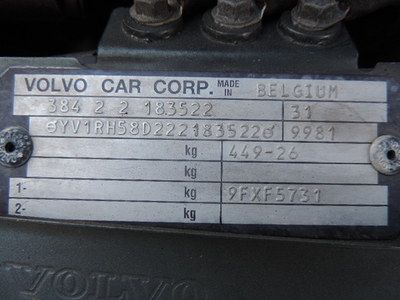 VOLVO CAR CORP. MADE IN BELGIUM
384 2 2 183522 31
YV1RH58D222183522 9981
kg 449-26
kg
1- kg 9FXF5731
2- kg
VOLVO